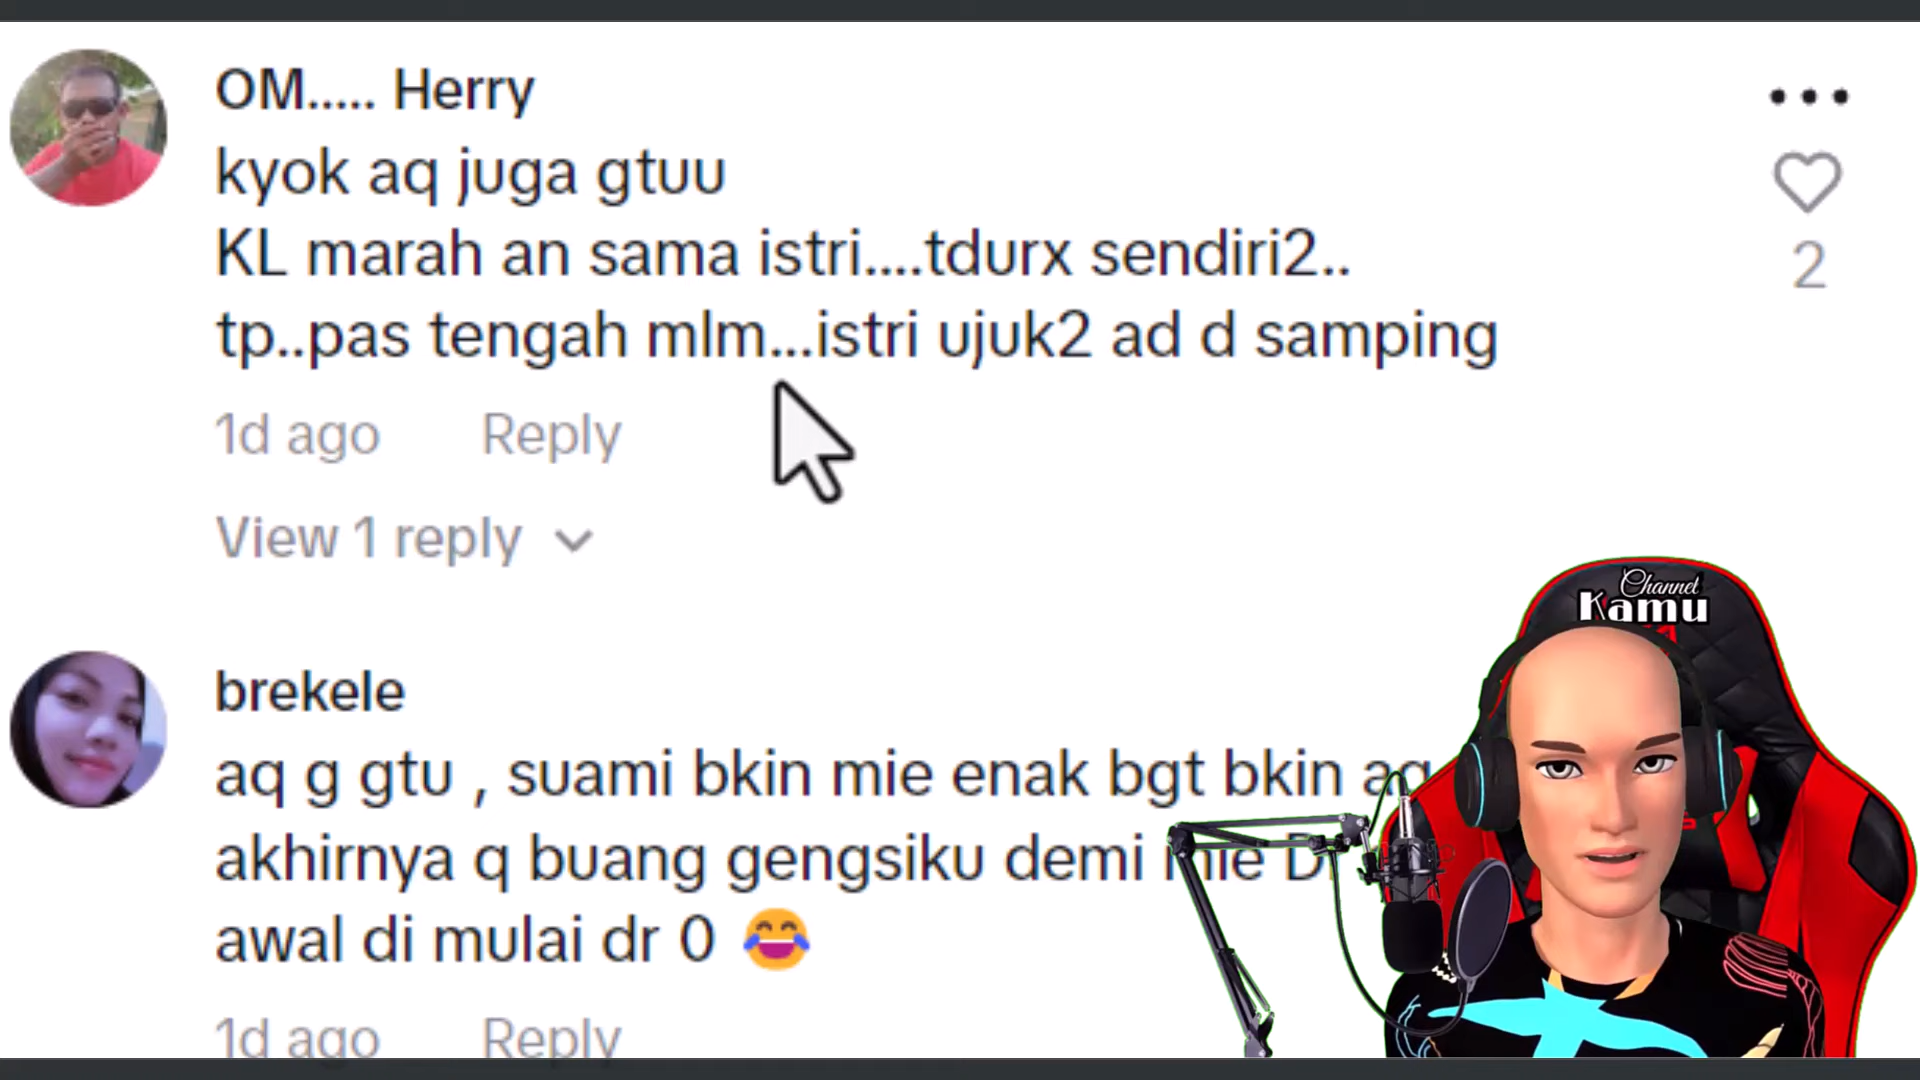 OM..... Herry
kyok aq juga gtuu
KL marah an sama istri....tdurx sendiri2..
tp..pas tengah mlm...istri ujuk2 ad d samping
2
1d ago Reply
View 1 reply
Channel
Kamu
brekele
aq g gtu , suami bkin mie enak bgt bkin aq
akhirnya q buang gengsiku demi mie
awal di mulai dr 0 😂
1d ago Reply